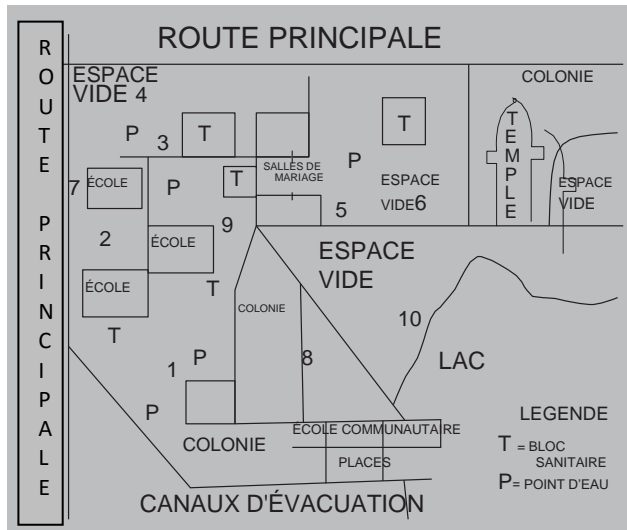 ROUTE PRINCIPALE
ROUTE PRINCIPALE
ESPACE
VIDE 4
COLONIE
P
3
T
T
TEMPLE
7
ÉCOLE
P
T
SALLES DE
MARIAGE
P
ESPACE
VIDE6
ESPACE
VIDE
5
9
2
ÉCOLE
ESPACE
VIDE
ÉCOLE
T
COLONIE
10
T
1
P
8
LAC
P
COLONIE
ÉCOLE COMMUNAUTAIRE
PLACES
CANAUX D'ÉVACUATION
LEGENDE
T = BLOC
SANITAIRE
P= POINT D'EAU